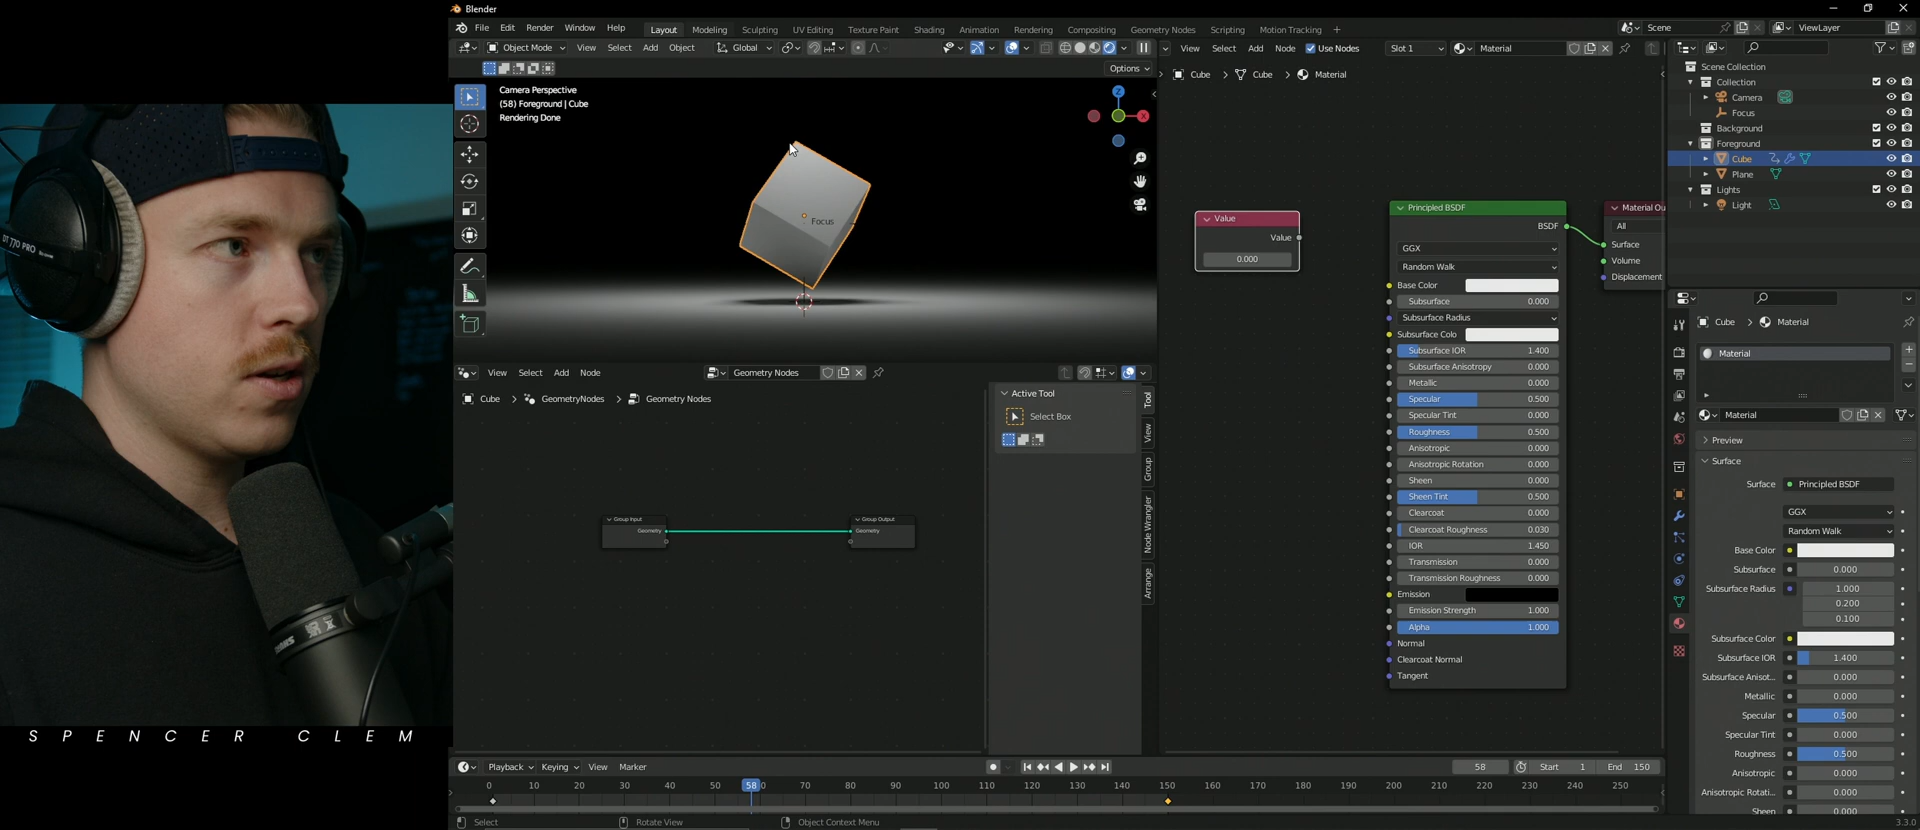 Blender
File Edit Render Window Help
Layout Modeling Sculpting UV Editing Texture Paint Shading Animation Rendering Compositing Geometry Nodes Scripting Motion Tracking +
Scene
ViewLayer
Object Mode View Select Add Object Global
Options
Camera Perspective
(58) Foreground | Cube
Rendering Done
Z
X
Focus
View Select Add Node Use Nodes Slot 1 Material
Cube > Cube > Material
Value
Value
0.000
Principled BSDF
BSDF
GGX
Random Walk
Base Color
Subsurface 0.000
Subsurface Radius
Subsurface Colo
Subsurface IOR 1.400
Subsurface Anisotropy 0.000
Metallic 0.000
Specular 0.500
Specular Tint 0.000
Roughness 0.500
Anisotropic 0.000
Anisotropic Rotation 0.000
Sheen 0.000
Sheen Tint 0.500
Clearcoat 0.000
Clearcoat Roughness 0.030
IOR 1.450
Transmission 0.000
Transmission Roughness 0.000
Emission
Emission Strength 1.000
Alpha 1.000
Normal
Clearcoat Normal
Tangent
Material Ou
All
Surface
Volume
Displacement
Scene Collection
Collection
Camera
Focus
Background
Foreground
Cube
Plane
Lights
Light
Cube > Material
Material
Material
Preview
Surface
Surface Principled BSDF
GGX
Random Walk
Base Color
Subsurface 0.000
Subsurface Radius 1.000
0.200
0.100
Subsurface Color
Subsurface IOR 1.400
Subsurface Anisot... 0.000
Metallic 0.000
Specular 0.500
Specular Tint 0.000
Roughness 0.500
Anisotropic 0.000
Anisotropic Rotati... 0.000
Sheen 0.000
View Select Add Node Geometry Nodes
Cube > GeometryNodes > Geometry Nodes
Group Input
Geometry
Group Output
Geometry
Active Tool
Select Box
Tool
View
Group
Node Wrangler
Arrange
Playback Keying View Marker
58 Start 1 End 150
0 10 20 30 40 50 58 60 70 80 90 100 110 120 130 140 150 160 170 180 190 200 210 220 230 240 250
Select Rotate View Object Context Menu
3.3.0
DT 770 PRO
SPENCER CLEM